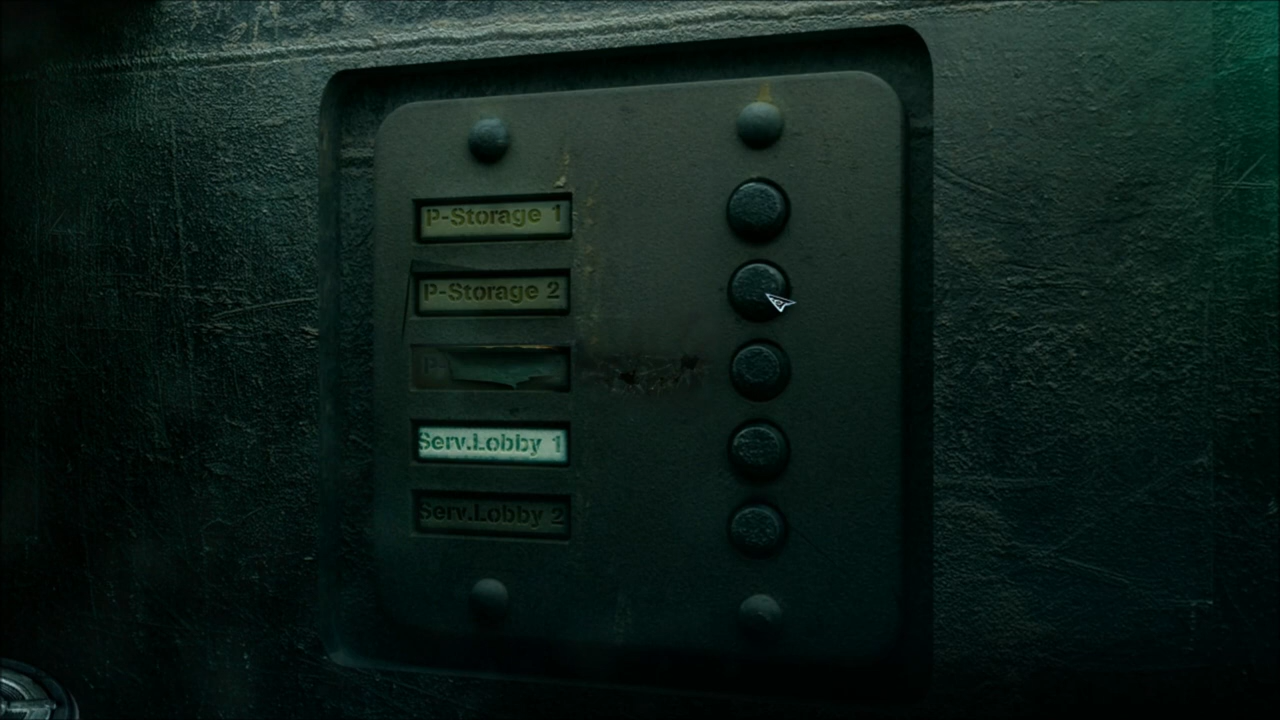 P-Storage 1
P-Storage 2
P-
Serv.Lobby 1
Serv.Lobby 2